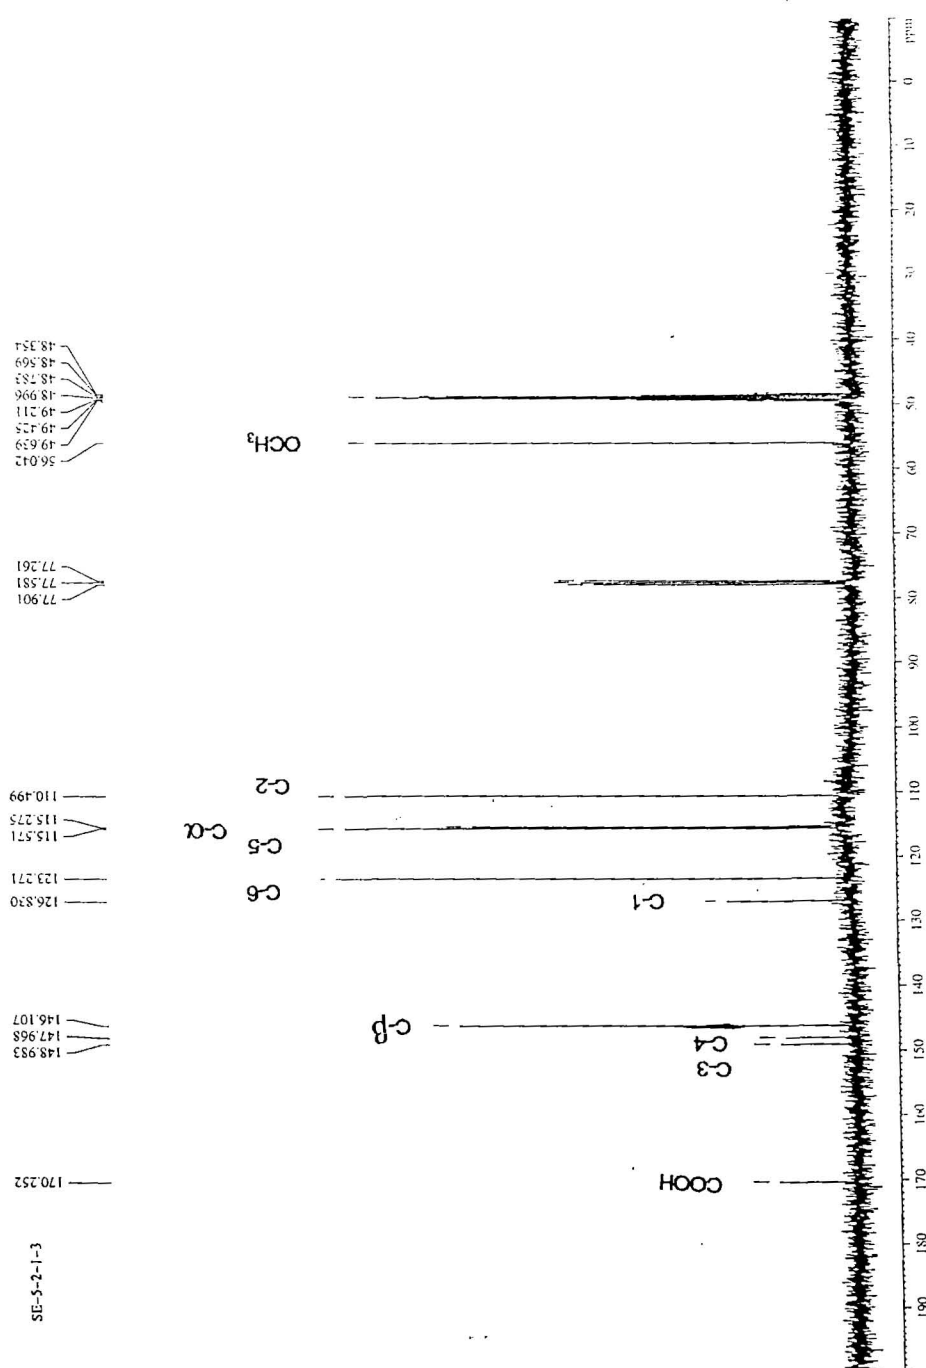 SE-5-2-1-3
170.252
148.983
147.968
146.107
126.830
123.271
115.571
115.275
110.499
77.901
77.581
77.261
56.042
49.639
49.425
49.211
48.996
48.783
48.569
48.354
COOH
C-3
C-4
C-β
C-1
C-6
C-5
C-α
C-2
OCH₃
190 180 170 160 150 140 130 120 110 100 90 80 70 60 50 40 30 20 10 0 ppm